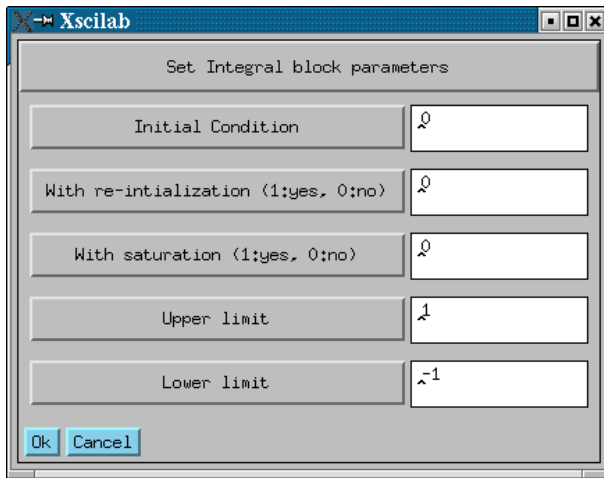 Xscilab
Set Integral block parameters
Initial Condition 0
With re-intialization (1:yes, 0:no) 0
With saturation (1:yes, 0:no) 0
Upper limit 1
Lower limit -1
Ok Cancel